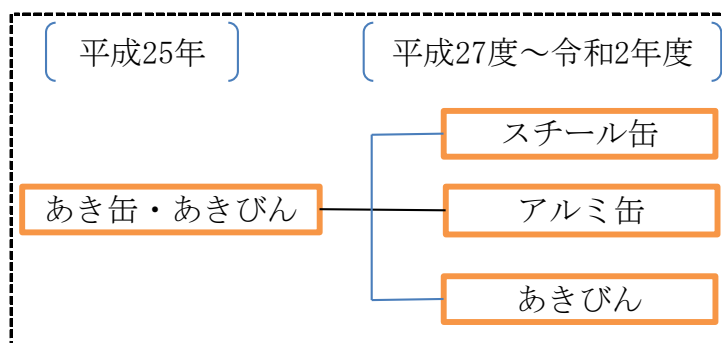 平成25年
平成27度～令和2年度
スチール缶
あき缶・あきびん
アルミ缶
あきびん